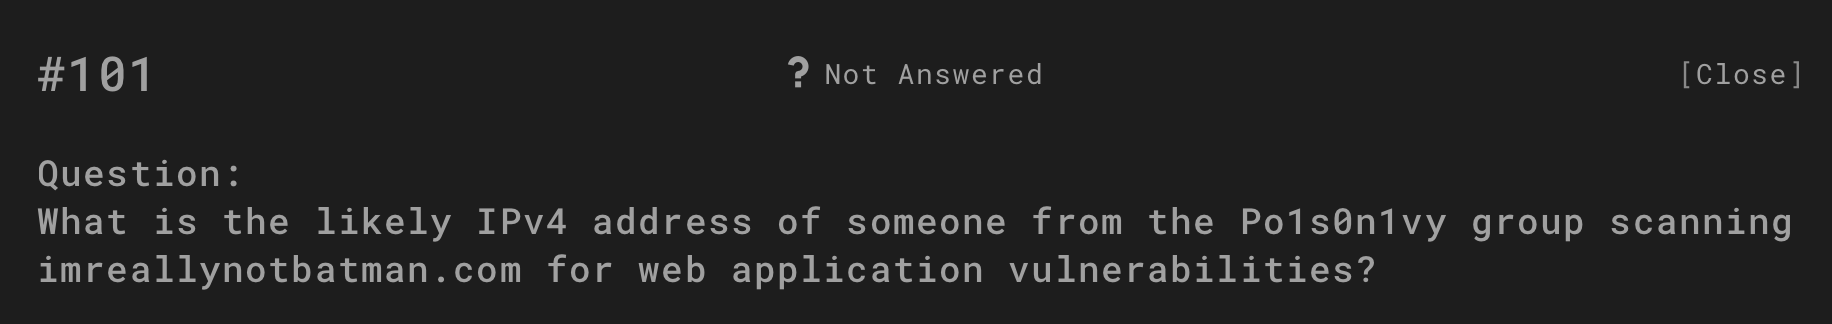 #101
? Not Answered
[Close]
Question:
What is the likely IPv4 address of someone from the Po1s0n1vy group scanning
imreallynotbatman.com for web application vulnerabilities?